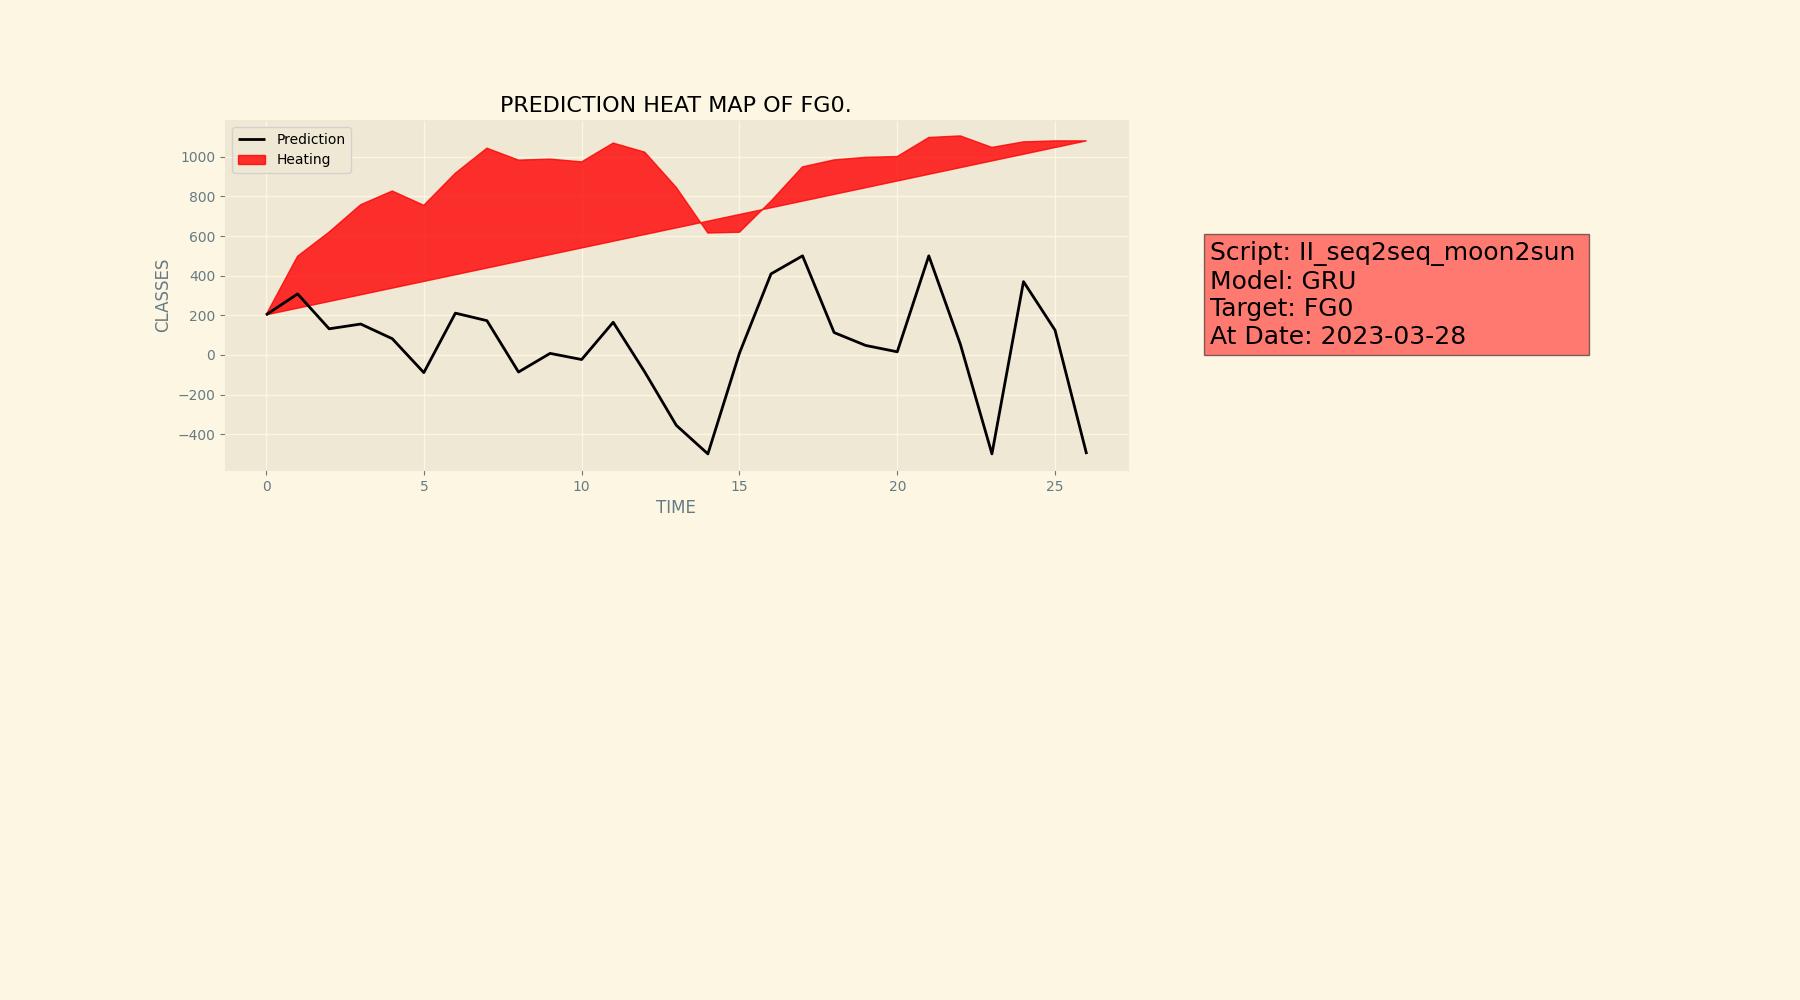 PREDICTION HEAT MAP OF FG0.
Prediction
Heating
1000
800
600
400
200
0
−200
−400
CLASSES
0 5 10 15 20 25
TIME
Script: II_seq2seq_moon2sun
Model: GRU
Target: FG0
At Date: 2023-03-28